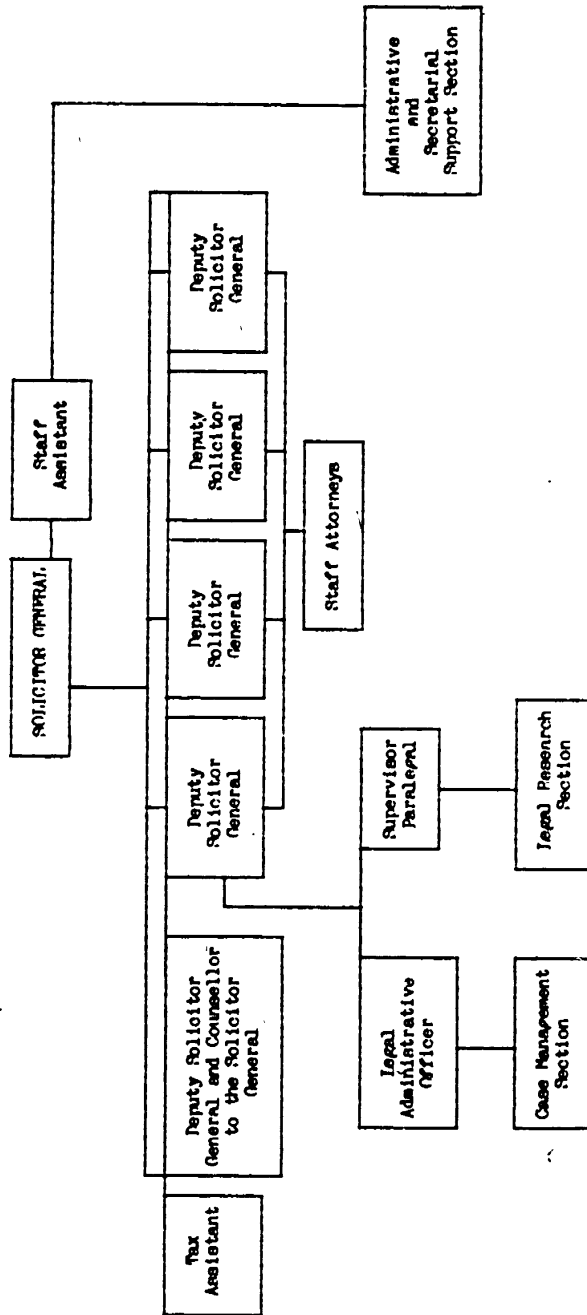 SOLICITOR GENERAL
Staff
Assistant
Tax
Assistant
Deputy Solicitor
General and Counsellor
to the Solicitor
General
Deputy
Solicitor
General
Deputy
Solicitor
General
Deputy
Solicitor
General
Deputy
Solicitor
General
Staff Attorneys
Administrative
and
Secretarial
Support Section
Legal
Administrative
Officer
Supervisor
Paralegal
Case Management
Section
Legal Research
Section